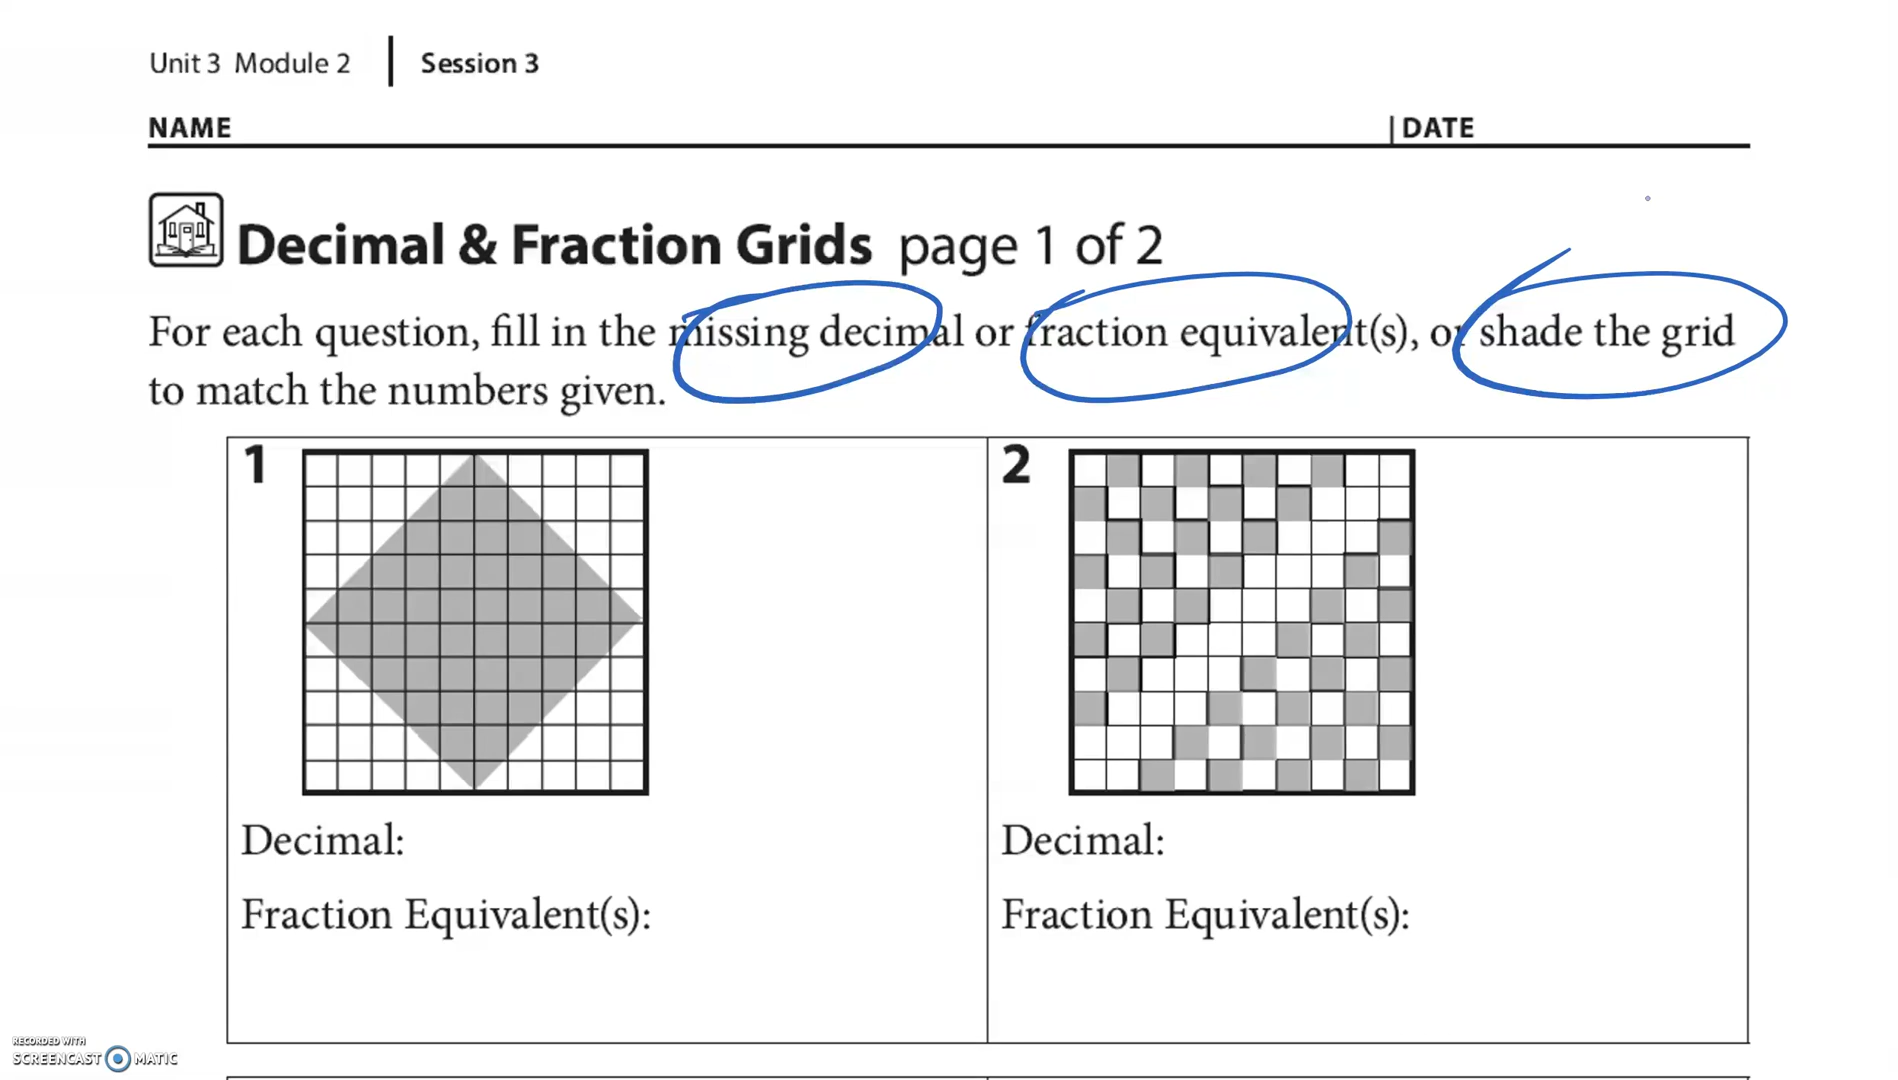 Unit 3 Module 2 | Session 3
NAME | DATE
Decimal & Fraction Grids page 1 of 2
For each question, fill in the missing decimal or fraction equivalent(s), or shade the grid
to match the numbers given.
1
2
Decimal:
Fraction Equivalent(s):
Decimal:
Fraction Equivalent(s):
RECORDED WITH
SCREENCAST MATIC